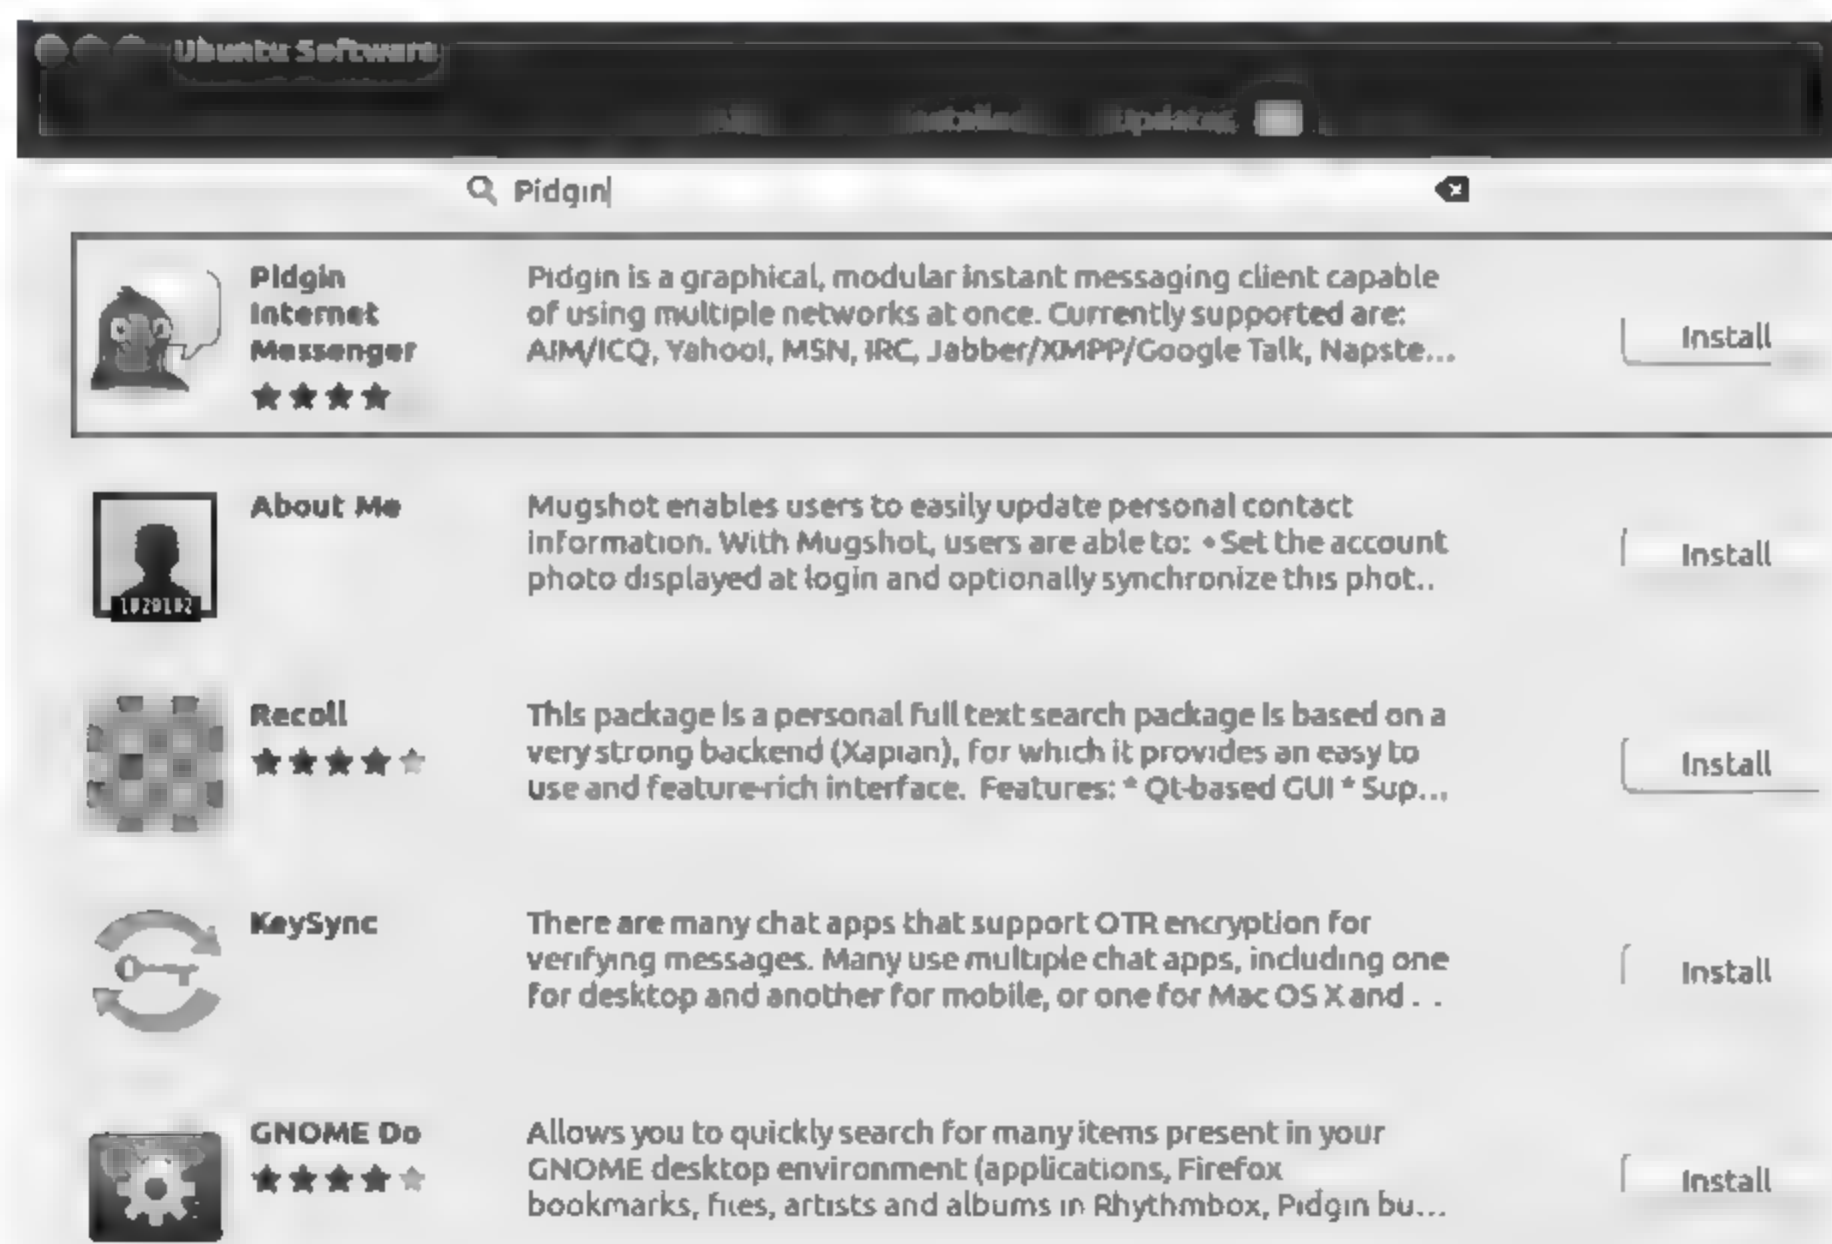 Ubuntu Software
Updates
Pidgin
Pidgin
Internet
Messenger
Pidgin is a graphical, modular instant messaging client capable
of using multiple networks at once. Currently supported are:
AIM/ICQ, Yahoo!, MSN, IRC, Jabber/XMPP/Google Talk, Napste...
Install
About Me
Mugshot enables users to easily update personal contact
information. With Mugshot, users are able to: • Set the account
photo displayed at login and optionally synchronize this phot..
Install
Recoll
This package is a personal full text search package is based on a
very strong backend (Xapian), for which it provides an easy to
use and feature-rich interface. Features: * Qt-based GUI * Sup...
Install
KeySync
There are many chat apps that support OTR encryption for
verifying messages. Many use multiple chat apps, including one
for desktop and another for mobile, or one for Mac OS X and . .
Install
GNOME Do
Allows you to quickly search for many items present in your
GNOME desktop environment (applications, Firefox
bookmarks, files, artists and albums in Rhythmbox, Pidgin bu...
Install